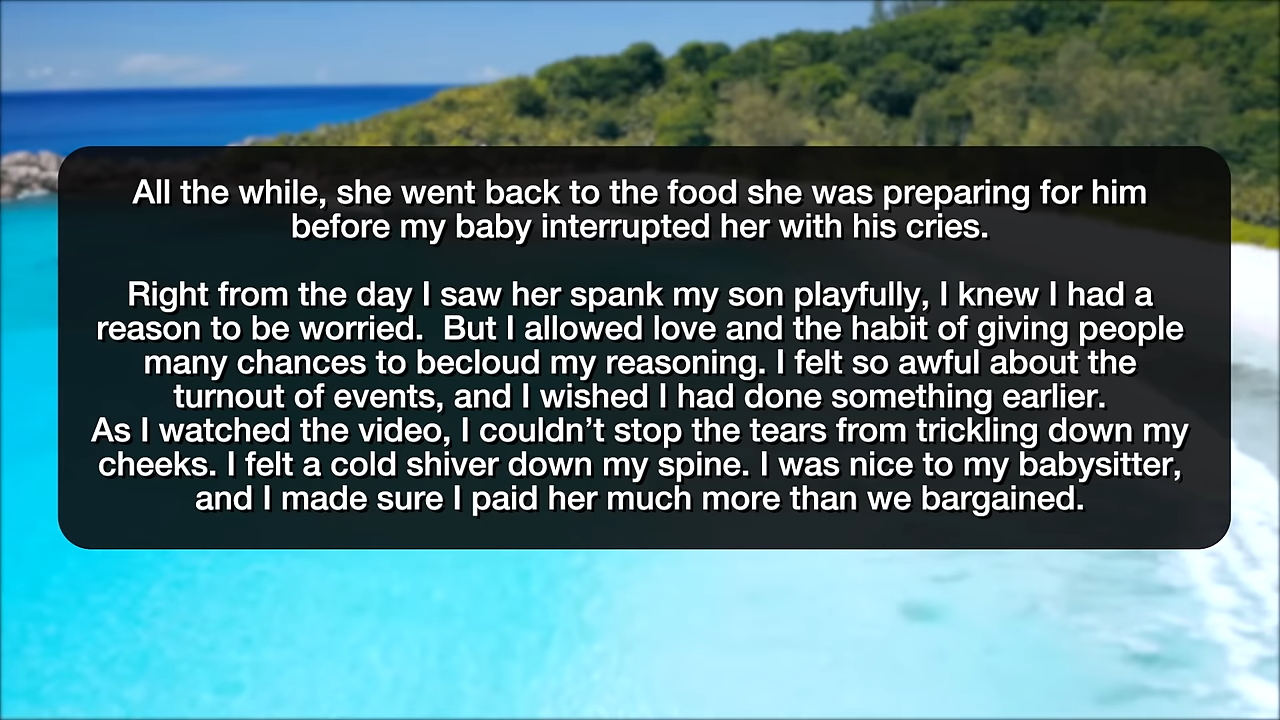 All the while, she went back to the food she was preparing for him
before my baby interrupted her with his cries.
Right from the day I saw her spank my son playfully, I knew I had a
reason to be worried.  But I allowed love and the habit of giving people
many chances to becloud my reasoning. I felt so awful about the
turnout of events, and I wished I had done something earlier.
As I watched the video, I couldn’t stop the tears from trickling down my
cheeks. I felt a cold shiver down my spine. I was nice to my babysitter,
and I made sure I paid her much more than we bargained.